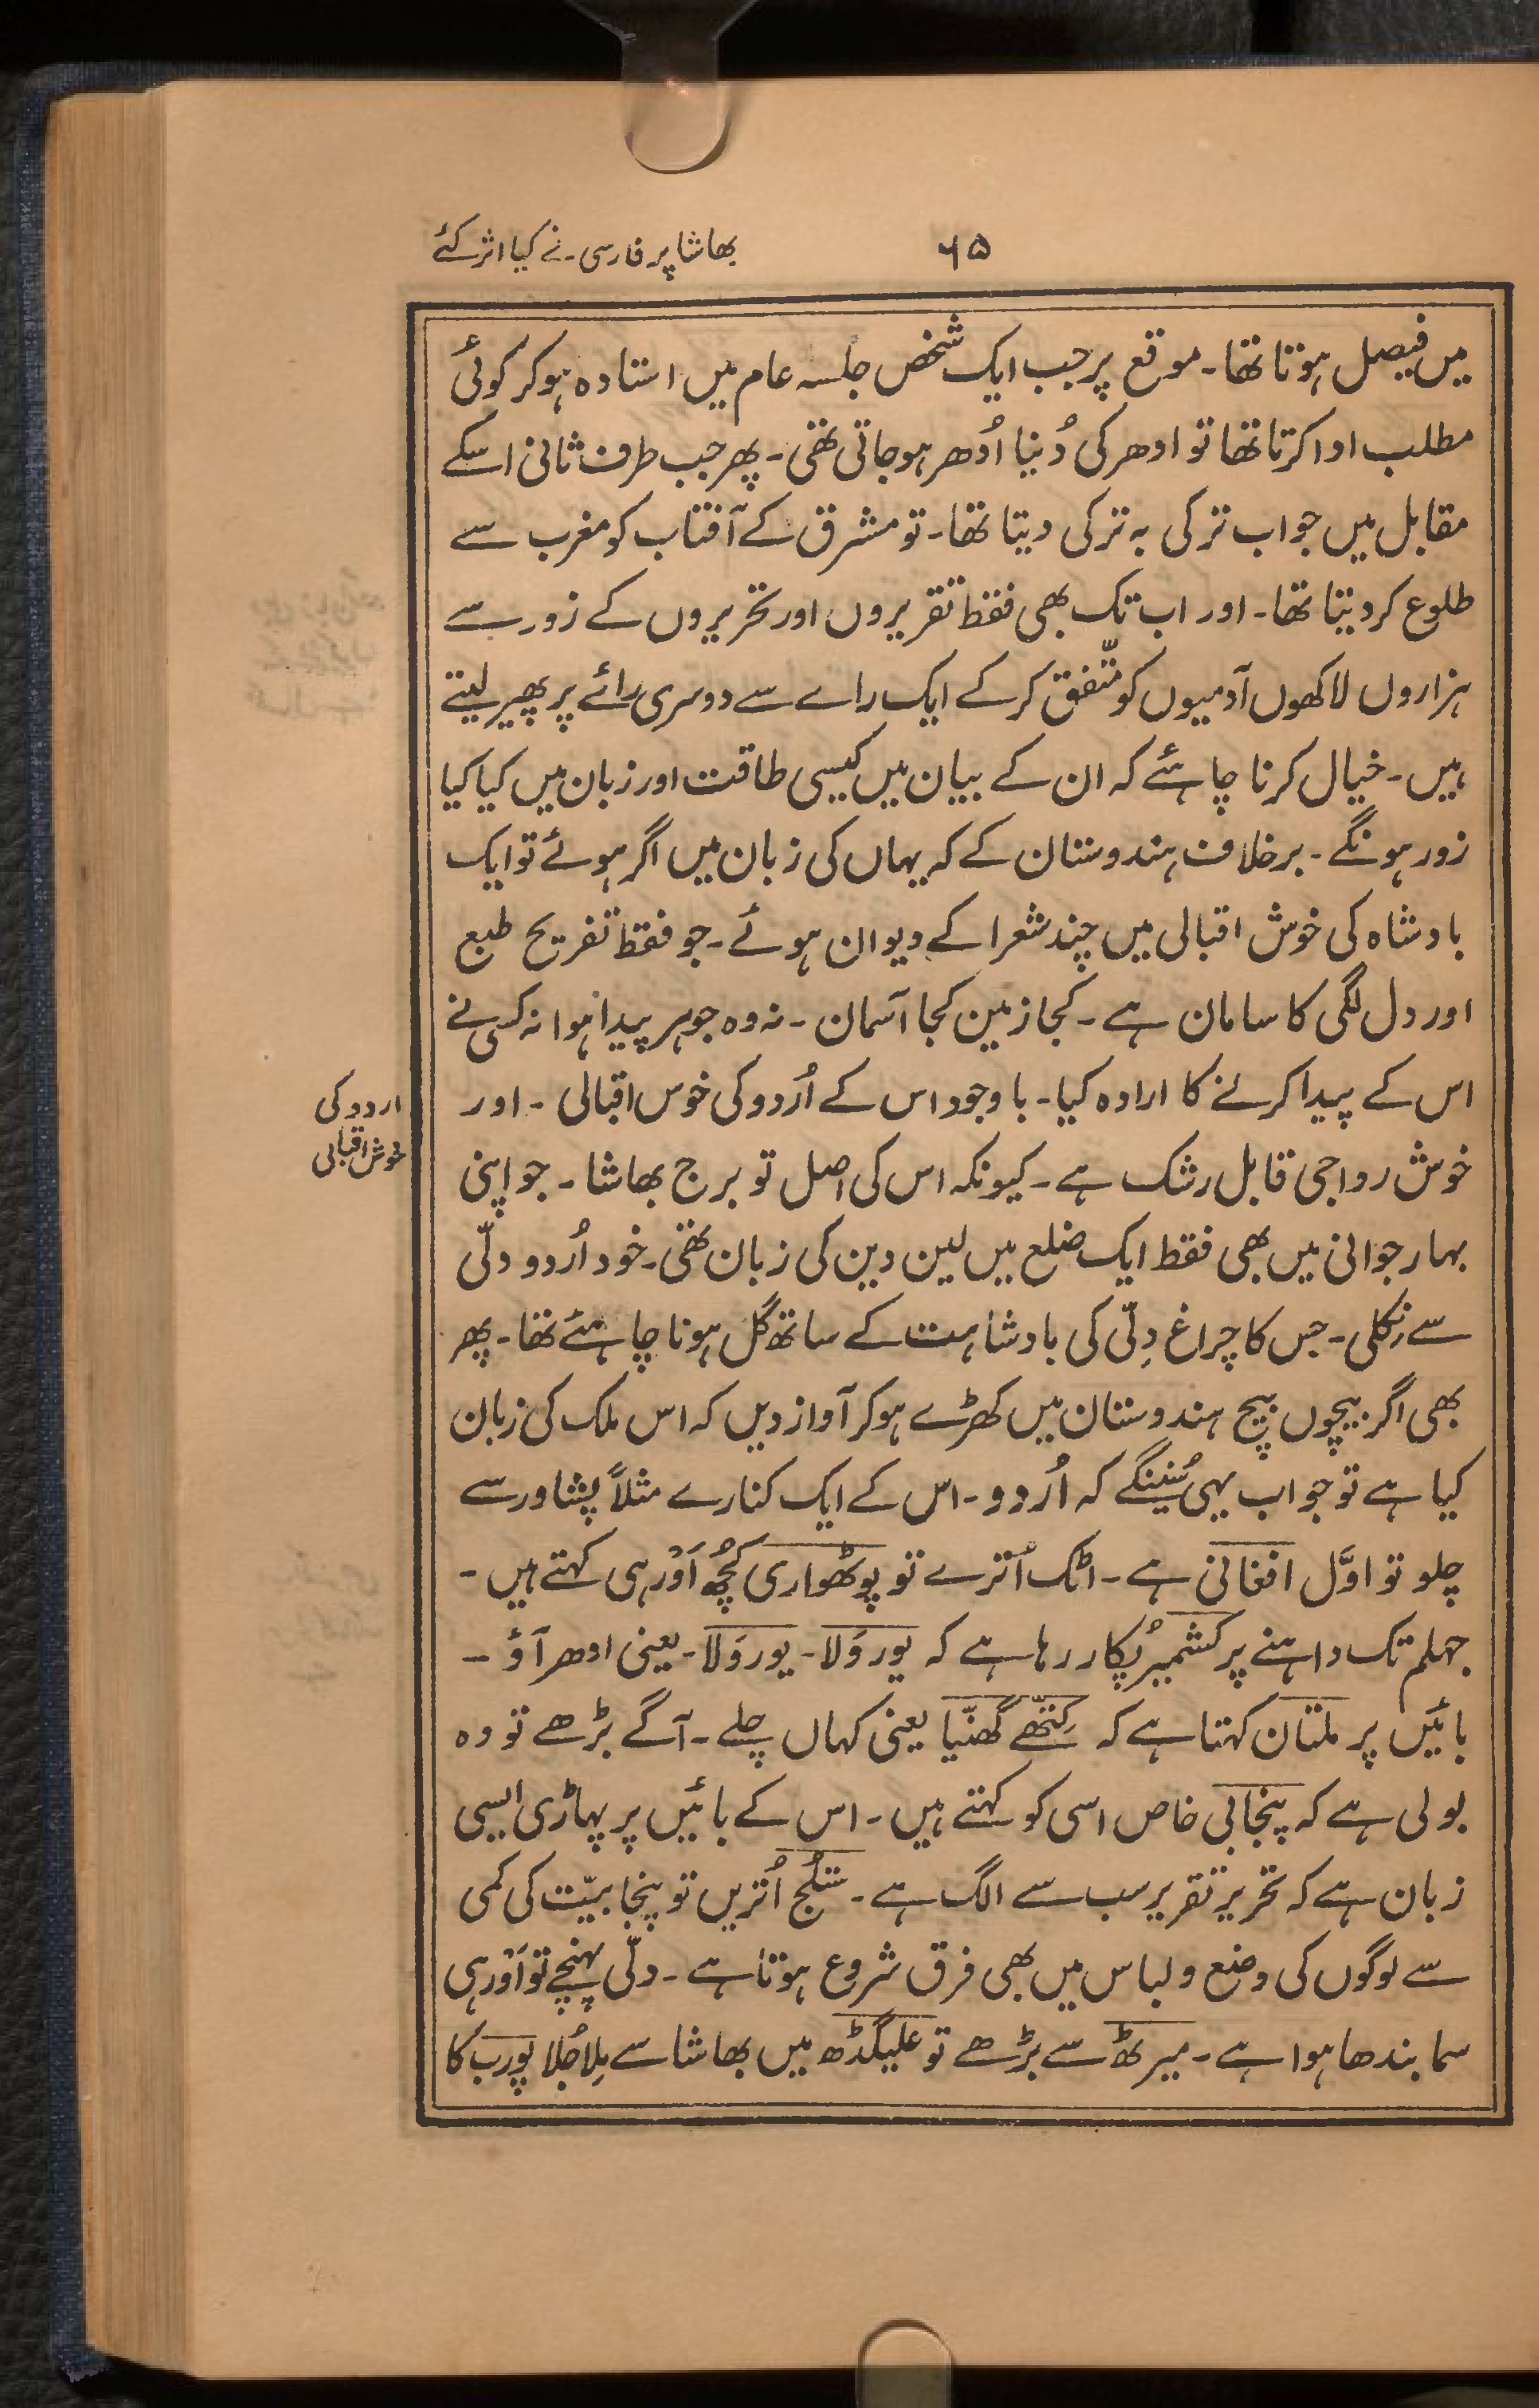 ۶۵
بھاشا پر فارسی نے کیا اثر کئے
میں فیصل ہوتا تھا۔ موقع پر جب ایک شخص جلسہ عام میں استادہ ہو کر کوئی
مطلب ادا کرتا تھا تو ادھر کی دُنیا اُدھر ہو جاتی تھی۔ پھر جب طرف ثانی اسکے
مقابل میں جواب ترکی بہ ترکی دیتا تھا۔ تو مشرق کے آفتاب کو مغرب سے
طلوع کر دیتا تھا۔ اور اب تک بھی فقط تقریروں اور تحریروں کے زور سے
ہزاروں لاکھوں آدمیوں کو متّفق کر کے ایک راے سے دوسری رائے پر پھیر لیتے
ہیں۔ خیال کرنا چاہئے کہ ان کے بیان میں کیسی طاقت اور زبان میں کیا کیا
زور ہونگے۔ برخلاف ہندوستان کے کہ یہاں کی زبان میں اگر ہوئے تو ایک
بادشاہ کی خوش اقبالی میں چند شعرا کے دیوان ہوئے۔ جو فقط تفریح طبع
اور دل لگی کا سامان ہے۔ کجا زمین کجا آسمان۔ نہ وہ جوہر پیدا ہوا نہ کسی نے
اس کے پیدا کرنے کا ارادہ کیا۔ باوجود اس کے اُردو کی خوس اقبالی۔ اور
اردو کی
خوش اقبالی
خوش رواجی قابل رشک ہے۔ کیونکہ اس کی اصل تو برج بھاشا۔ جو اپنی
بہار جوانی میں بھی فقط ایک ضلع میں لین دین کی زبان تھی۔ خود اُردو دلّی
سے نکلی۔ جس کا چراغ دِلّی کی بادشاہت کے ساتھ گل ہونا چاہئے تھا۔ پھر
بھی اگر بیچوں بیچ ہندوستان میں کھڑے ہو کر آواز دیں کہ اس ملک کی زبان
کیا ہے تو جواب یہی سُنینگے کہ اُردو۔ اس کے ایک کنارے مثلاً پشاور سے
چلو تو اوّل افغانی ہے۔ اٹک اُترے تو پوٹھواری کچُھ اَوْر ہی کہتے ہیں۔
جہلم تک داہنے پر کشمیر پُکار رہا ہے کہ یور وَلا۔ یور وَلا۔ یعنی ادھر آؤ۔
بائیں پر ملتان کہتا ہے کہ کِتھّے گھنّیا یعنی کہاں چلے۔ آگے بڑھے تو وہ
بولی ہے کہ پنجابی خاص اسی کو کہتے ہیں۔ اس کے بائیں پر پہاڑی ایسی
زبان ہے کہ تحریر تقریر سب سے الگ ہے۔ ستلُج اُتریں تو پنجابیّت کی کمی
سے لوگوں کی وضع و لباس میں بھی فرق شروع ہوتا ہے۔ دلّی پہنچے تو اَوْر ہی
سما بندھا ہوا ہے۔ میرٹھ سے بڑھے تو علیگڈھ میں بھاشا سے مِلا جُلا پورب کا